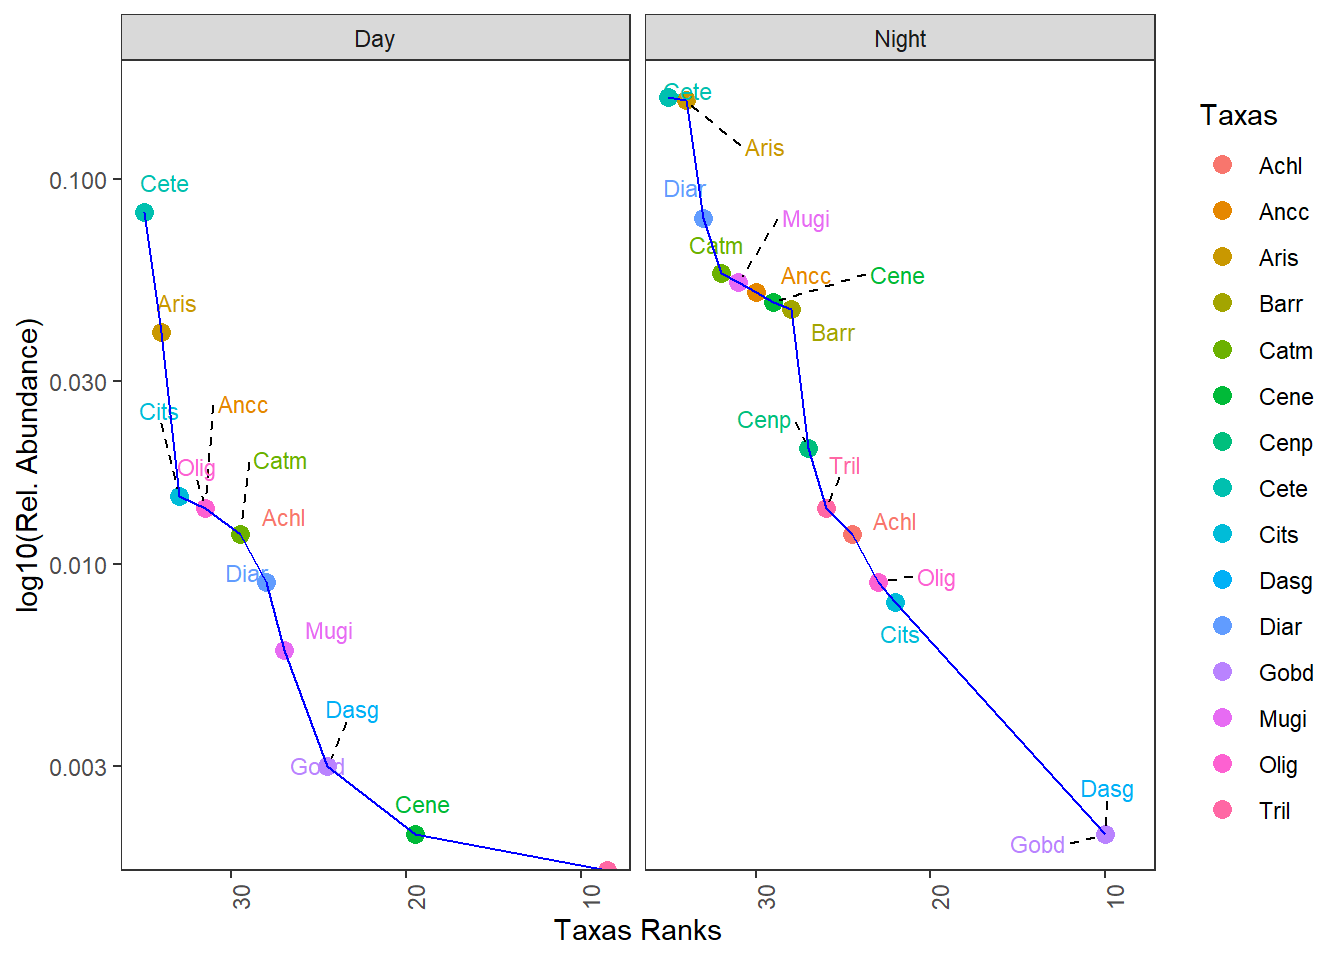 Day
Night
log10(Rel. Abundance)
0.100
0.030
0.010
0.003
Cete
Aris
Cits
Ancc
Olig
Catm
Achl
Diar
Mugi
Dasg
Gobd
Cene
30
20
10
Cete
Aris
Diar
Mugi
Catm
Ancc
Cene
Barr
Cenp
Tril
Achl
Olig
Cits
Dasg
Gobd
30
20
10
Taxas Ranks
Taxas
Achl
Ancc
Aris
Barr
Catm
Cene
Cenp
Cete
Cits
Dasg
Diar
Gobd
Mugi
Olig
Tril